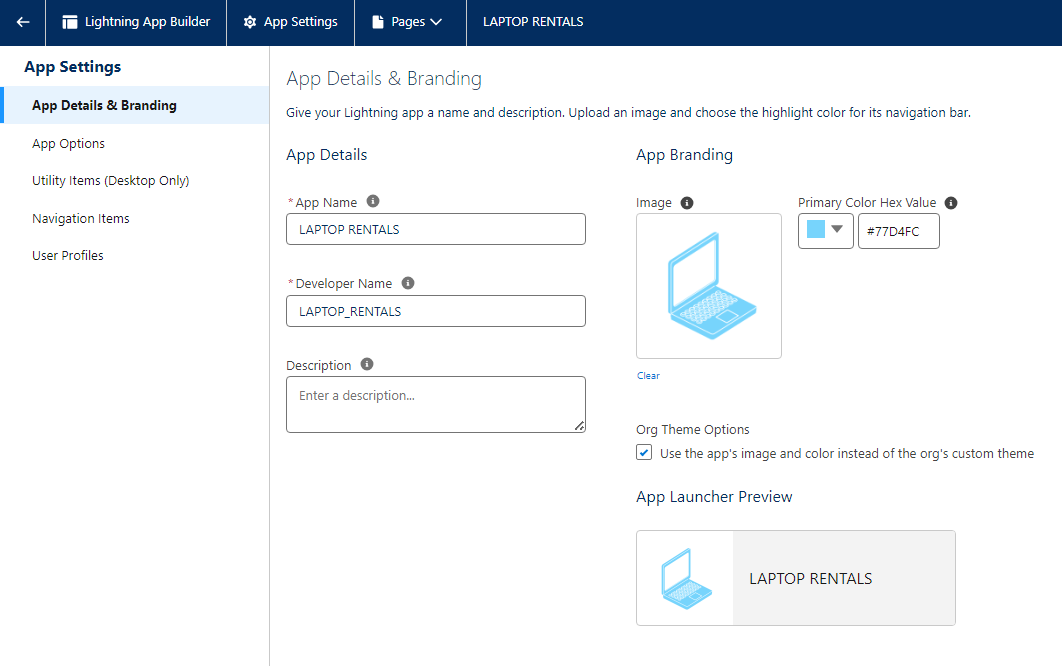 Lightning App Builder
App Settings
Pages
LAPTOP RENTALS
App Settings
App Details & Branding
App Options
Utility Items (Desktop Only)
Navigation Items
User Profiles
App Details & Branding
Give your Lightning app a name and description. Upload an image and choose the highlight color for its navigation bar.
App Details
*App Name
LAPTOP RENTALS
*Developer Name
LAPTOP_RENTALS
Description
Enter a description...
App Branding
Image
Primary Color Hex Value
#77D4FC
Clear
Org Theme Options
Use the app's image and color instead of the org's custom theme
App Launcher Preview
LAPTOP RENTALS